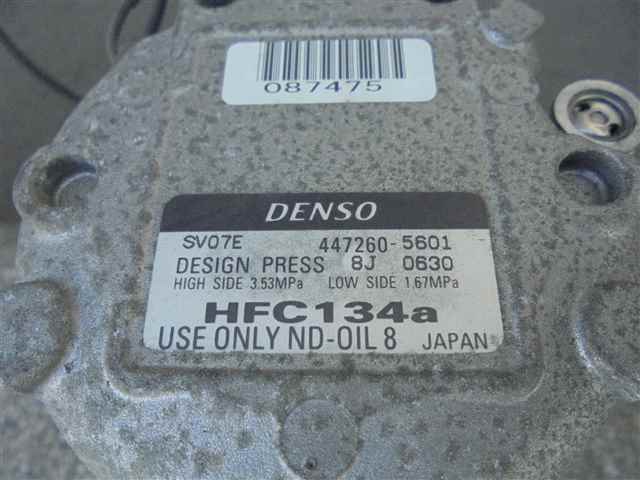 087475
DENSO
SV07E 447260-5601
DESIGN PRESS 8J 0630
HIGH SIDE 3.53MPa LOW SIDE 1.67MPa
HFC134a
USE ONLY ND-OIL 8 JAPAN